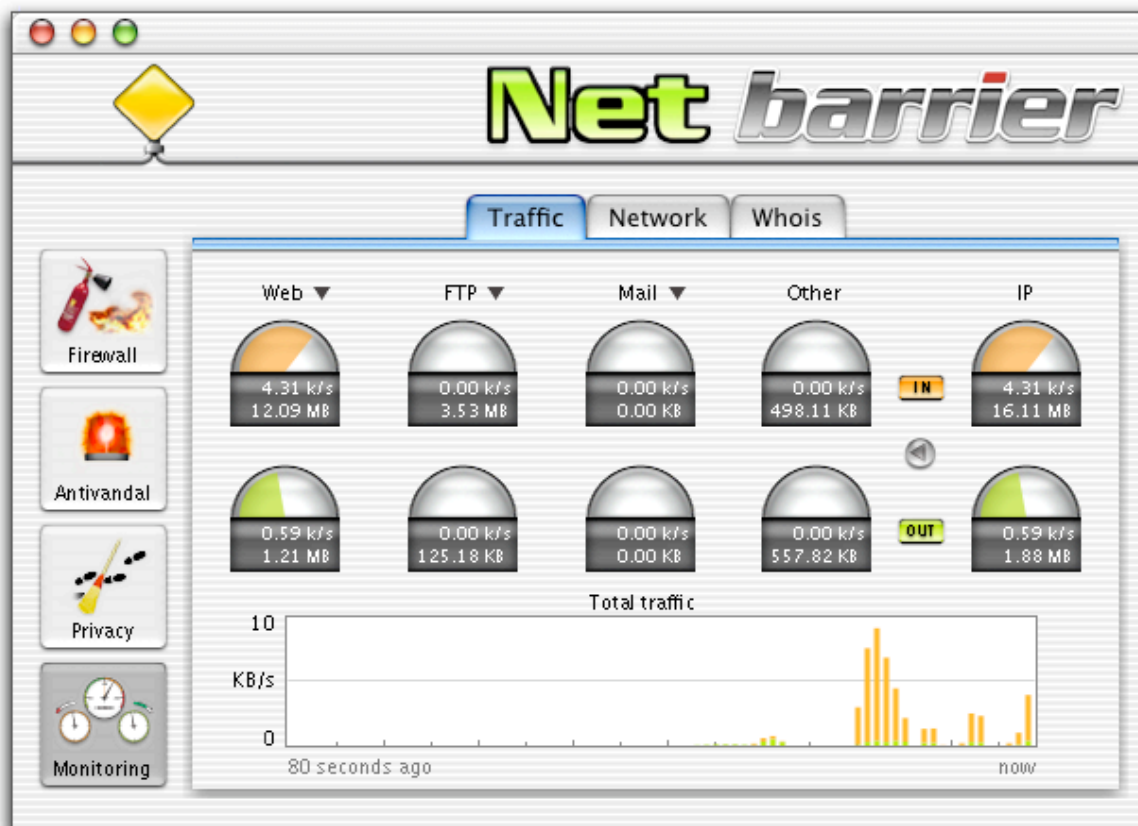 Net barrier
Traffic Network Whois
Web FTP Mail Other IP
4.31 k/s 0.00 k/s 0.00 k/s 0.00 k/s IN 4.31 k/s
12.09 MB 3.53 MB 0.00 KB 498.11 KB 16.11 MB
Firewall
Antivandal
0.59 k/s 0.00 k/s 0.00 k/s 0.00 k/s OUT 0.59 k/s
1.21 MB 125.18 KB 0.00 KB 557.82 KB 1.88 MB
Total traffic
10
Privacy
KB/s
0
80 seconds ago now
Monitoring